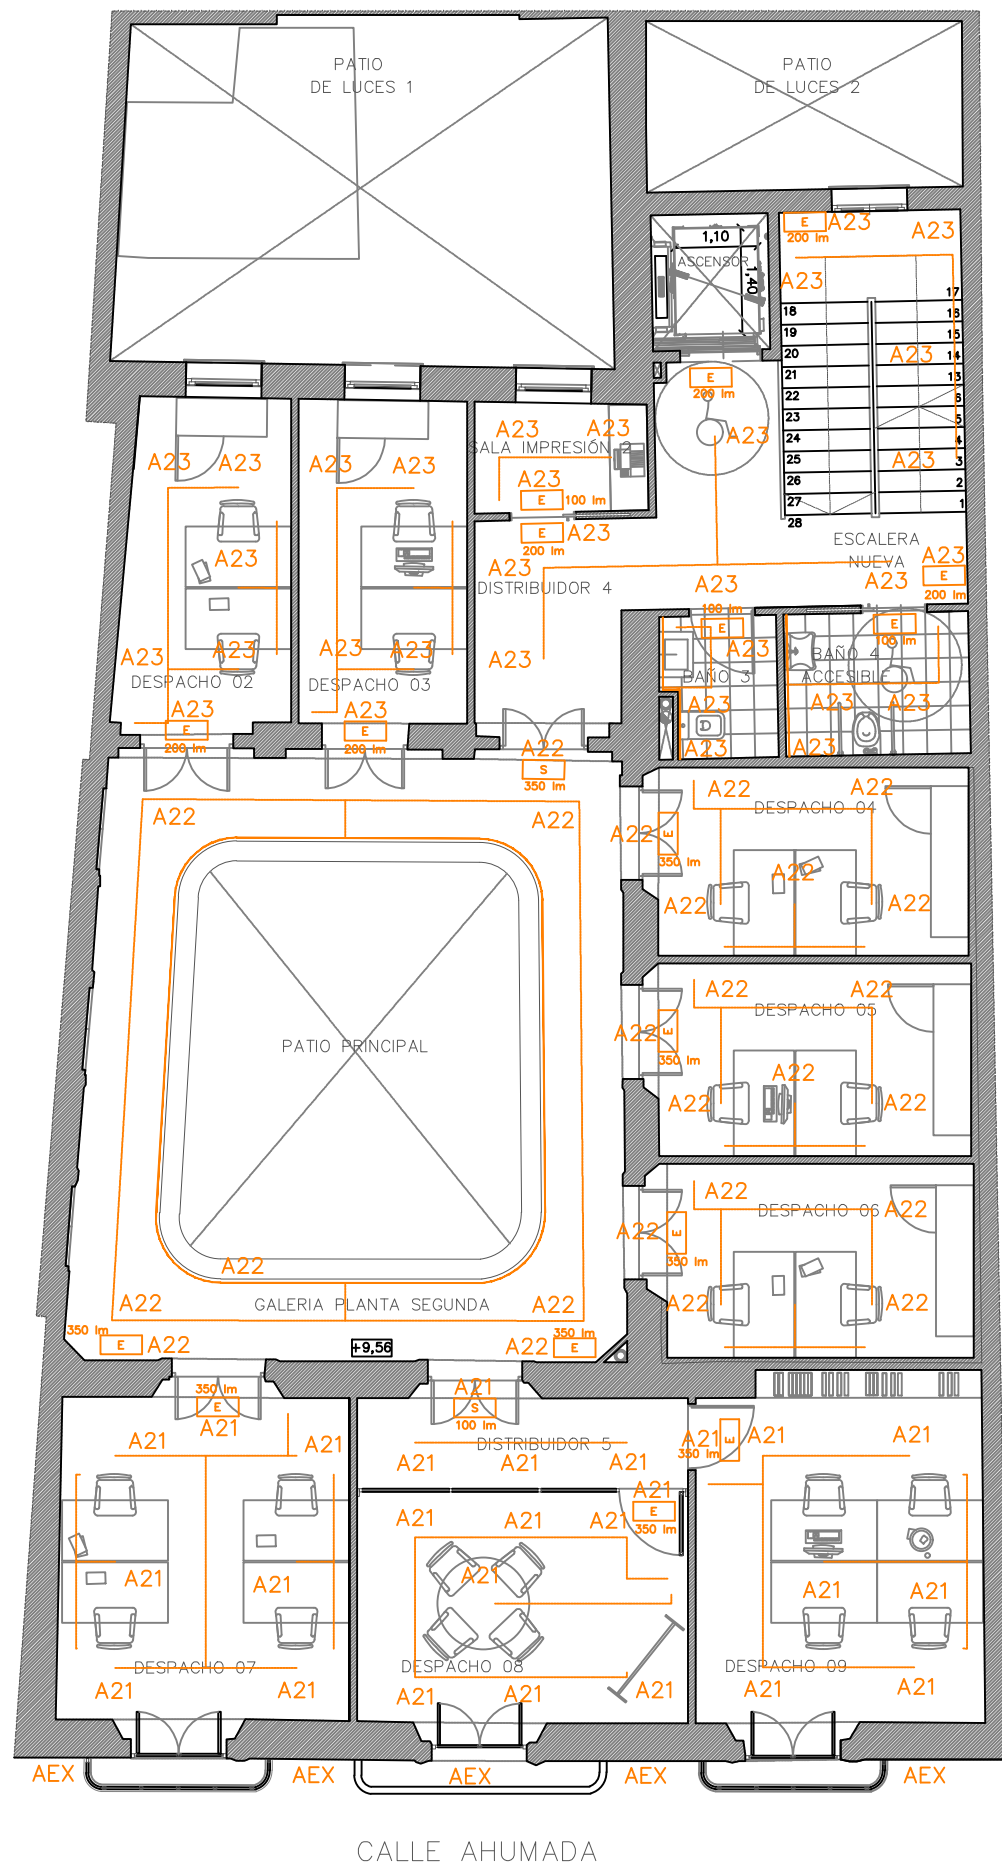 PATIO
DE LUCES 1
PATIO
DE LUCES 2
E
200 lm
A23
A23
1,10
ASCENSOR
1,40
A23
17
18
16
19
15
20
A23
14
E
200 lm
21
13
22
6
23
5
24
4
25
A23
3
26
2
27
1
28
A23
A23
A23
SALA IMPRESIÓN 2
A23
A23
A23
A23
A23
E
100 lm
E
200 lm
A23
ESCALERA
NUEVA
A23
A23
A23
DISTRIBUIDOR 4
A23
A23
E
200 lm
100 lm
E
E
100 lm
A23
A23
A23
A23
A23
A23
BAÑO 3
BAÑO 4
ACCESIBLE
DESPACHO 02
DESPACHO 03
A23
A23
A23
A23
E
200 lm
A23
E
200 lm
A23
A23
A22
S
350 lm
A22
A22
A22
A22
DESPACHO 04
A22
E
350 lm
A22
A22
A22
A22
A22
DESPACHO 05
A22
E
350 lm
PATIO PRINCIPAL
A22
A22
A22
A22
A22
DESPACHO 06
A22
E
350 lm
A22
A22
A22
A22
A22
GALERIA PLANTA SEGUNDA
350 lm
E
A22
+9,56
A22
350 lm
E
350 lm
E
A21
A21
S
100 lm
A21
A21
DISTRIBUIDOR 5
A21
350 lm
E
A21
A21
A21
A21
A21
A21
E
350 lm
A21
A21
A21
A21
A21
A21
A21
A21
DESPACHO 07
DESPACHO 08
DESPACHO 09
A21
A21
A21
A21
A21
A21
A21
AEX
AEX
AEX
AEX
AEX
CALLE AHUMADA